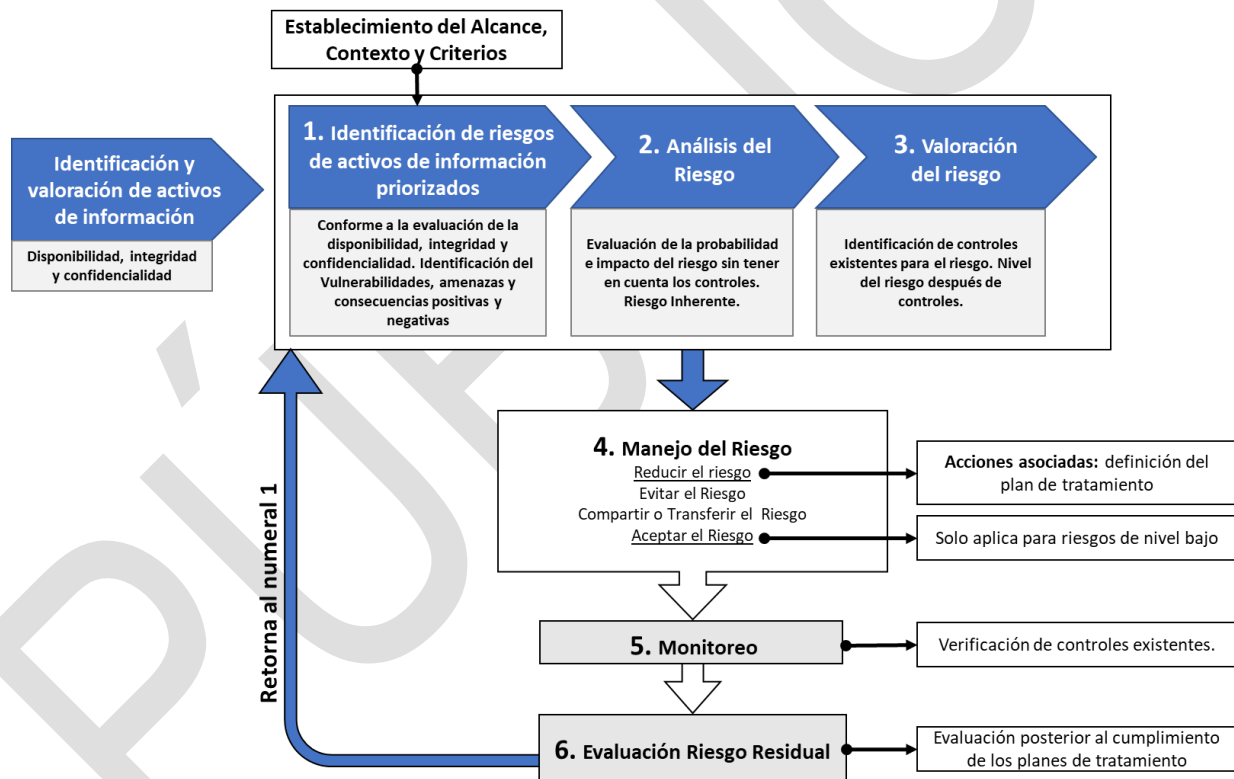 Establecimiento del Alcance,
Contexto y Criterios
Identificación y
valoración de activos
de información
Disponibilidad, integridad
y confidencialidad
1. Identificación de riesgos
de activos de información
priorizados
Conforme a la evaluación de la
disponibilidad, integridad y
confidencialidad. Identificación del
Vulnerabilidades, amenazas y
consecuencias positivas y
negativas
2. Análisis del
Riesgo
Evaluación de la probabilidad
e impacto del riesgo sin tener
en cuenta los controles.
Riesgo Inherente.
3. Valoración
del riesgo
Identificación de controles
existentes para el riesgo. Nivel
del riesgo después de
controles.
4. Manejo del Riesgo
Reducir el riesgo
Evitar el Riesgo
Compartir o Transferir el Riesgo
Aceptar el Riesgo
Acciones asociadas: definición del
plan de tratamiento
Solo aplica para riesgos de nivel bajo
5. Monitoreo
Verificación de controles existentes.
6. Evaluación Riesgo Residual
Evaluación posterior al cumplimiento
de los planes de tratamiento
Retorna al numeral 1